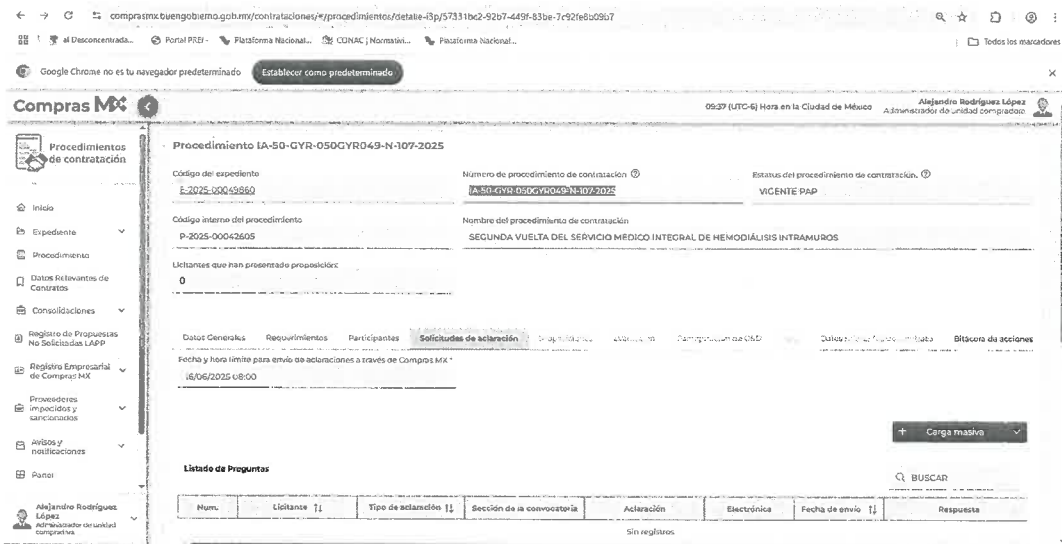 comprasmx.buengobierno.gob.mx/contrataciones/#/procedimientos/detalle-i3p/57331bc2-92b7-449f-83be-7c92fe8b09b7
al Desconcentrada...
Portal PREI -
Plataforma Nacional...
CONAC | Normativi...
Plataforma Nacional...
Todos los marcadores
Google Chrome no es tu navegador predeterminado
Establecer como predeterminado
Compras MX
09:37 (UTC-6) Hora en la Ciudad de México
Alejandro Rodríguez López
Administrador de unidad compradora
Procedimientos
de contratación
Procedimiento IA-50-GYR-050GYR049-N-107-2025
Código del expediente
Número de procedimiento de contratación
Estatus del procedimiento de contratación.
E-2025-00049860
IA-50-GYR-050GYR049-N-107-2025
VIGENTE PAP
Código interno del procedimiento
Nombre del procedimiento de contratación
P-2025-00042605
SEGUNDA VUELTA DEL SERVICIO MEDICO INTEGRAL DE HEMODIÁLISIS INTRAMUROS
Licitantes que han presentado proposición:
0
Inicio
Expediente
Procedimiento
Datos Relevantes de
Contratos
Consolidaciones
Registro de Propuestas
No Solicitadas LAPP
Registro Empresarial
de Compras MX
Proveedores
impedidos y
sancionados
Avisos y
notificaciones
Panel
Alejandro Rodríguez
López
Administrador de unidad
compradora
Datos Generales
Requerimientos
Participantes
Solicitudes de aclaración
Bitácora de acciones
Fecha y hora límite para envío de aclaraciones a través de Compras MX *
16/06/2025 08:00
+ Carga masiva
Listado de Preguntas
BUSCAR
Num.
Licitante
Tipo de aclaración
Sección de la convocatoria
Aclaración
Electrónica
Fecha de envío
Respuesta
Sin registros